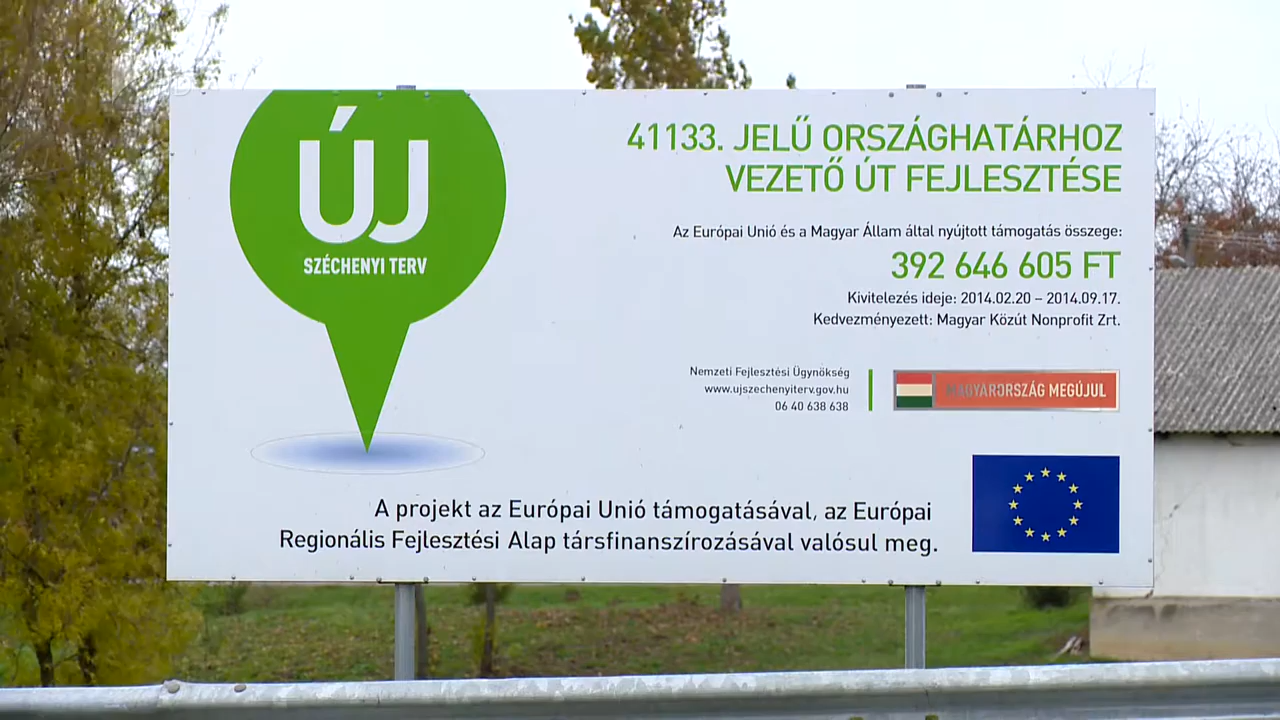 ÚJ
SZÉCHENYI TERV
41133. JELŰ ORSZÁGHATÁRHOZ
VEZETŐ ÚT FEJLESZTÉSE
Az Európai Unió és a Magyar Állam által nyújtott támogatás összege:
392 646 605 FT
Kivitelezés ideje: 2014.02.20 – 2014.09.17.
Kedvezményezett: Magyar Közút Nonprofit Zrt.
Nemzeti Fejlesztési Ügynökség
www.ujszechenyiterv.gov.hu
06 40 638 638
MAGYARORSZÁG MEGÚJUL
A projekt az Európai Unió támogatásával, az Európai
Regionális Fejlesztési Alap társfinanszírozásával valósul meg.